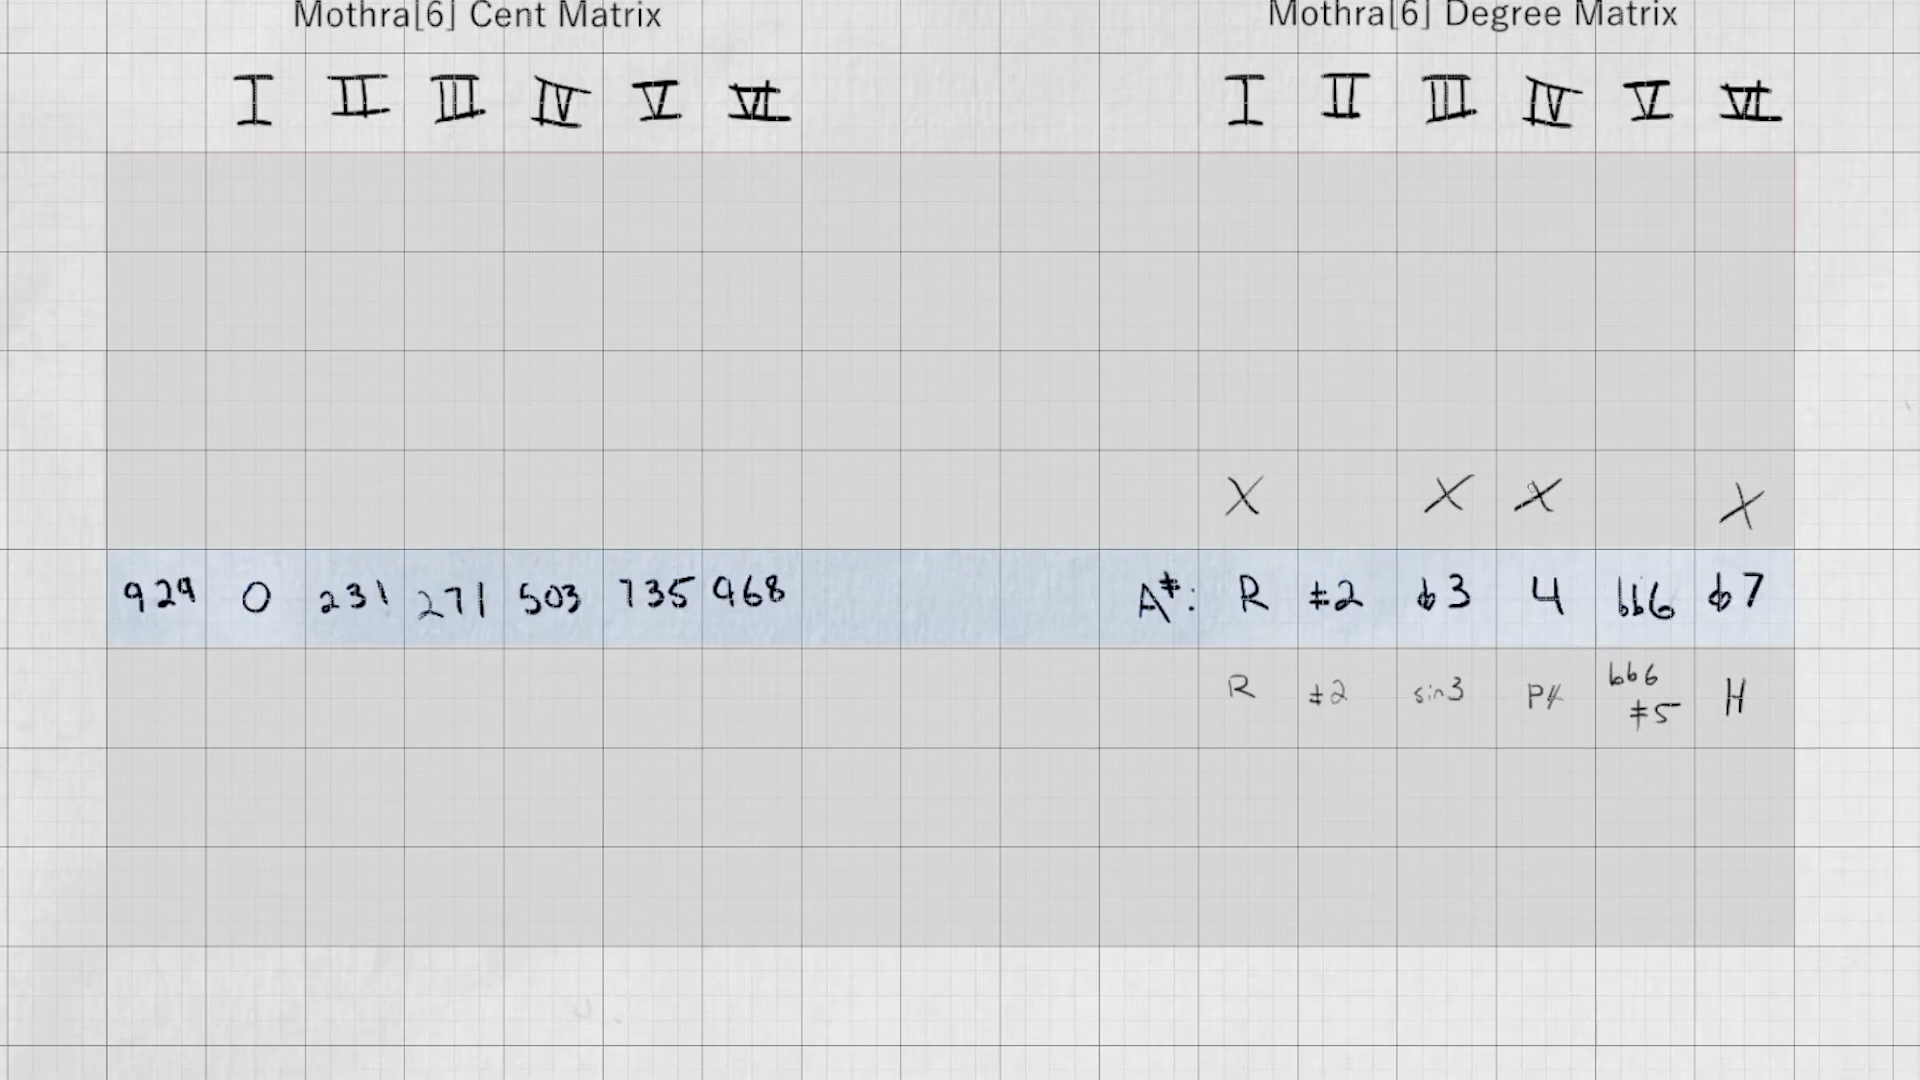 Mothra[6] Cent Matrix Mothra[6] Degree Matrix
I II III IV V VI I II III IV V VI
X X X X
929 0 231 271 503 735 968 A‡: R ‡2 b3 4 bb6 b7
R ‡2 sin3 P4 bb6 H
‡5